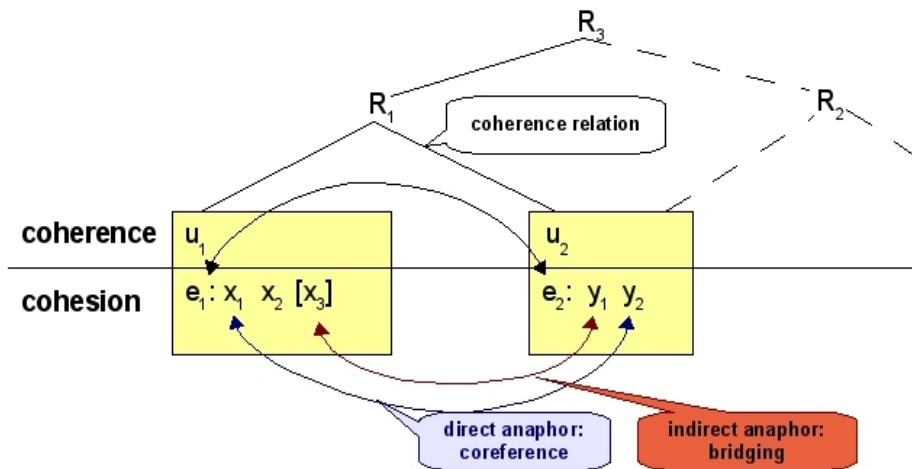 R₃
R₁
R₂
coherence relation
coherence
u₁
u₂
cohesion
e₁: x₁ x₂ [x₃]
e₂: y₁ y₂
direct anaphor:
coreference
indirect anaphor:
bridging